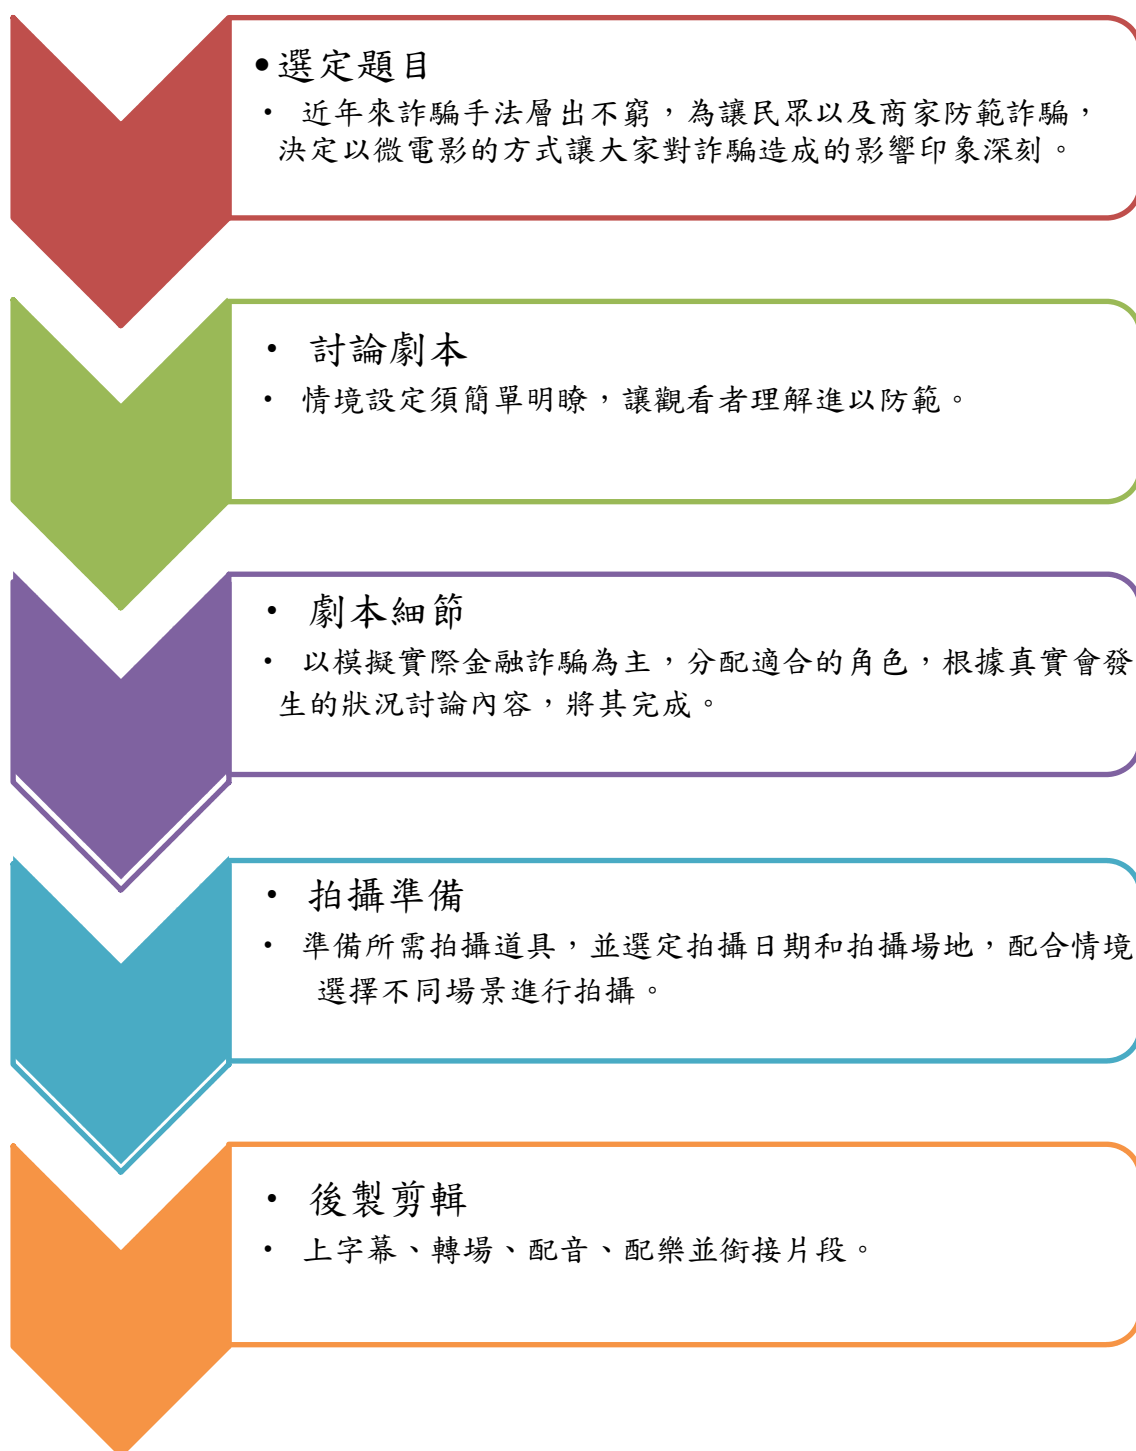 •選定題目
• 近年來詐騙手法層出不窮，為讓民眾以及商家防範詐騙，
決定以微電影的方式讓大家對詐騙造成的影響印象深刻。
• 討論劇本
• 情境設定須簡單明瞭，讓觀看者理解進以防範。
• 劇本細節
• 以模擬實際金融詐騙為主，分配適合的角色，根據真實會發
生的狀況討論內容，將其完成。
• 拍攝準備
• 準備所需拍攝道具，並選定拍攝日期和拍攝場地，配合情境
選擇不同場景進行拍攝。
• 後製剪輯
• 上字幕、轉場、配音、配樂並銜接片段。